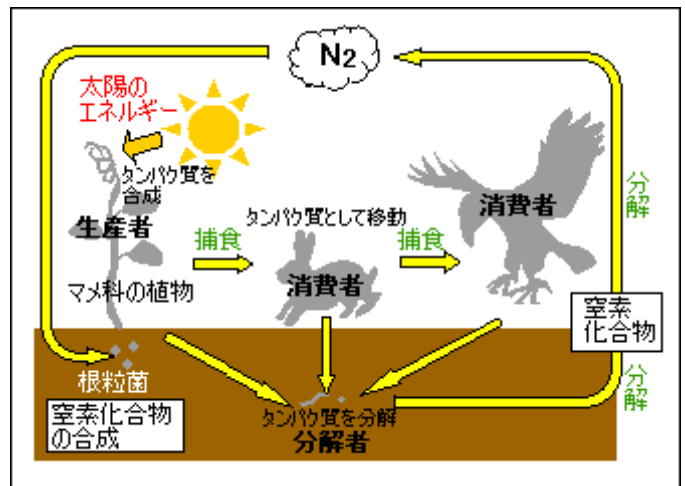 N2
太陽の
エネルギー
タンパク質を
合成
生産者
マメ科の植物
捕食
タンパク質として移動
捕食
消費者
消費者
分
解
窒素
化合物
分
解
根粒菌
窒素化合物
の合成
タンパク質を分解
分解者